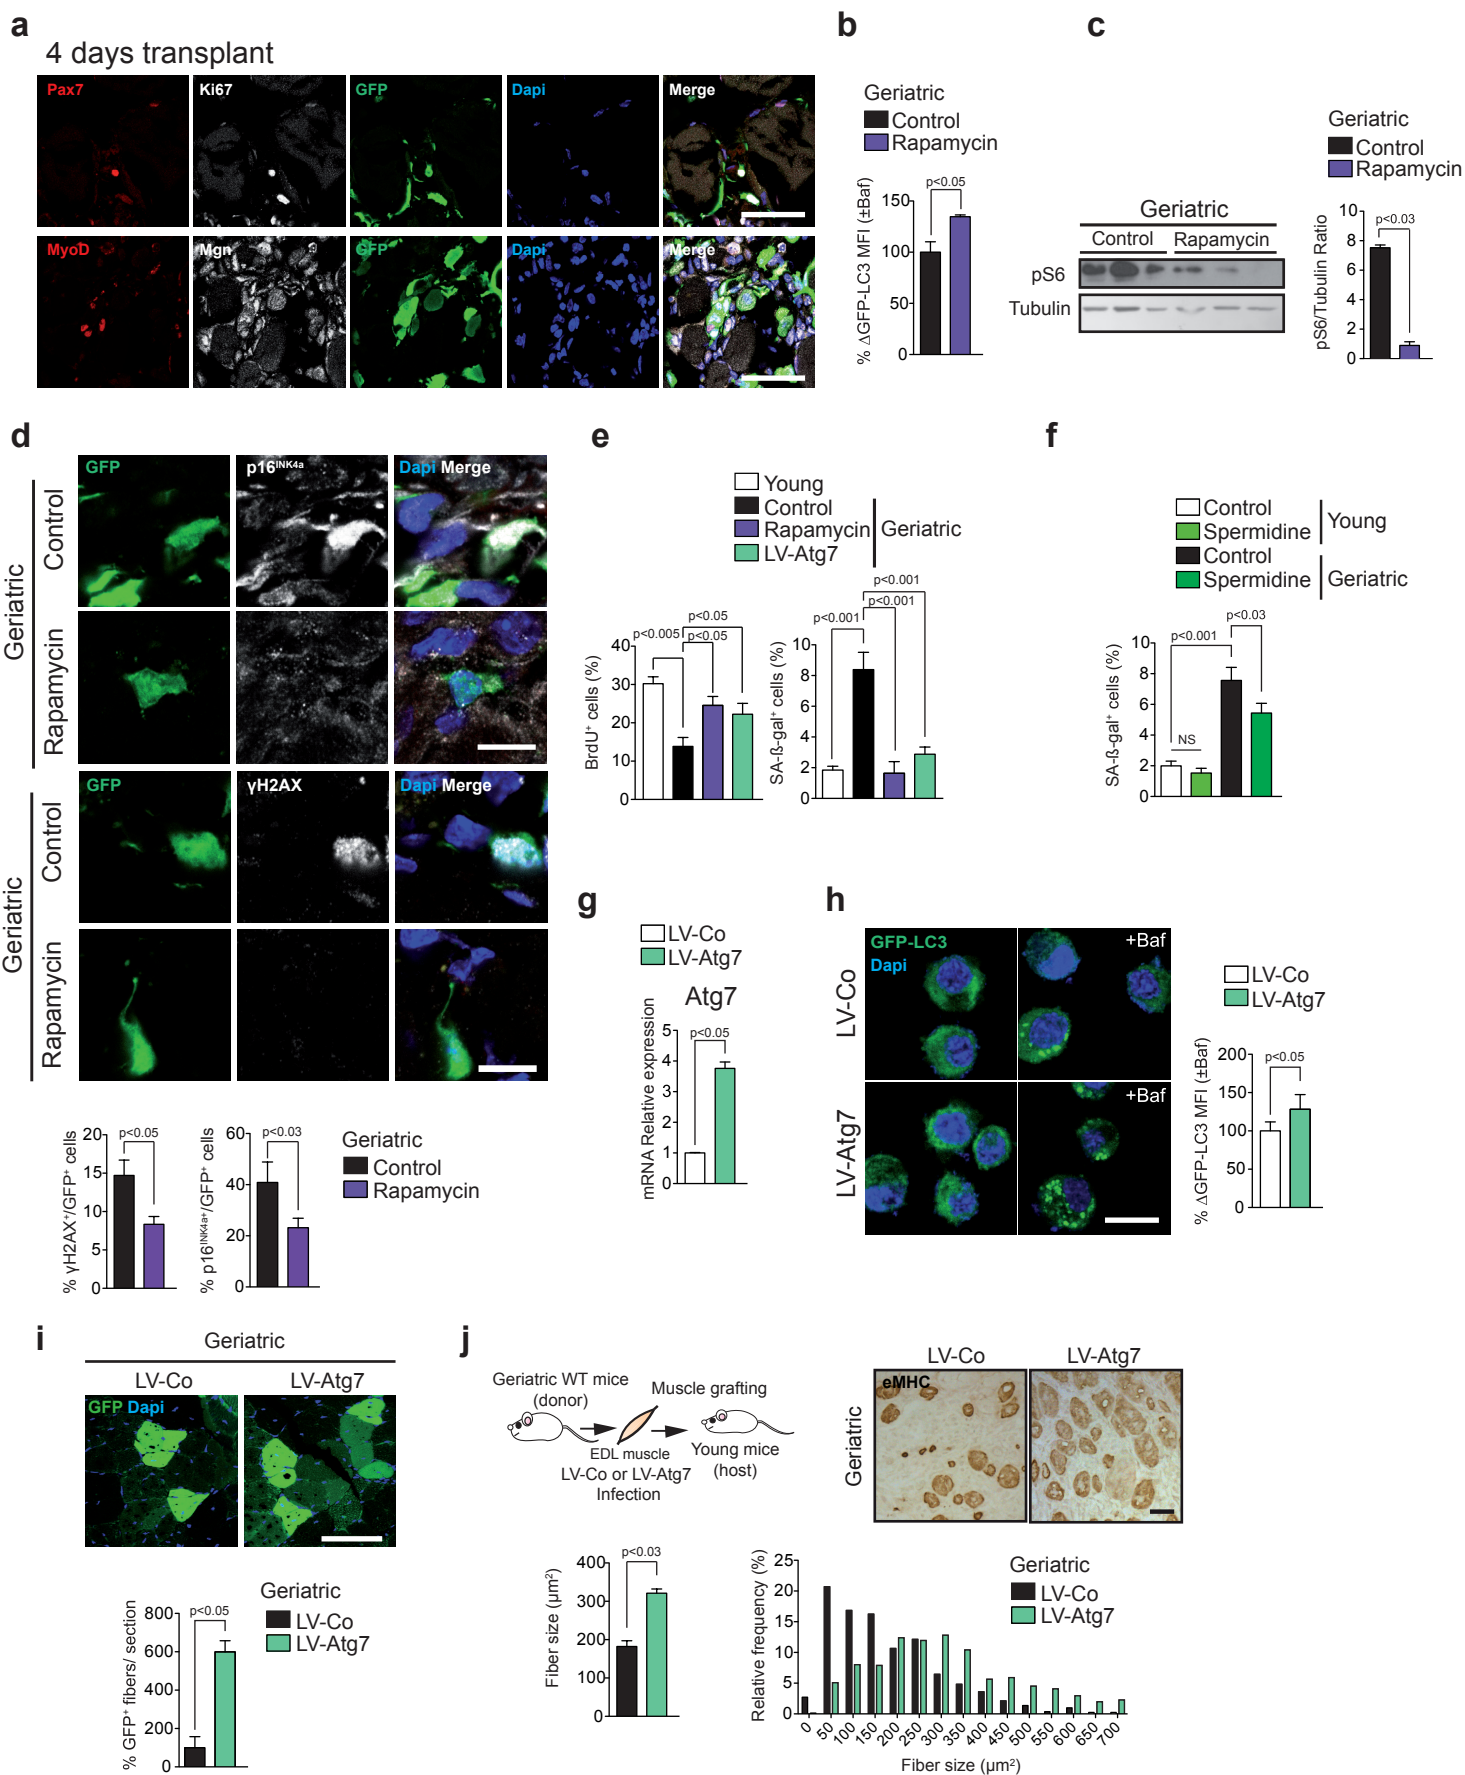 a
4 days transplant
Pax7
Ki67
GFP
Dapi
Merge
MyoD
Mgn
GFP
Dapi
Merge
b
Geriatric
Control
Rapamycin
% ΔGFP-LC3 MFI (±Baf)
p<0.05
150
100
50
0
c
Geriatric
Control
Rapamycin
pS6
Tubulin
Geriatric
Control
Rapamycin
pS6/Tubulin Ratio
p<0.03
10
8
6
4
2
0
d
GFP
p16INK4a
Dapi Merge
Geriatric
Control
Rapamycin
GFP
γH2AX
Dapi Merge
Geriatric
Control
Rapamycin
% γH2AX+/GFP+ cells
p<0.05
20
15
10
5
0
% p16INK4a+/GFP+ cells
p<0.03
60
40
20
0
Geriatric
Control
Rapamycin
e
Young
Control
Rapamycin
LV-Atg7
Geriatric
BrdU+ cells (%)
p<0.05
p<0.005
p<0.05
40
30
20
10
0
SA-ß-gal+ cells (%)
p<0.001
p<0.001
p<0.001
10
8
6
4
2
0
f
Control
Spermidine
Young
Control
Spermidine
Geriatric
SA-ß-gal+ cells (%)
p<0.03
p<0.001
NS
10
8
6
4
2
0
g
LV-Co
LV-Atg7
Atg7
mRNA Relative expression
p<0.05
5
4
3
2
1
0
h
GFP-LC3
Dapi
+Baf
LV-Co
+Baf
LV-Atg7
LV-Co
LV-Atg7
% ΔGFP-LC3 MFI (±Baf)
p<0.05
200
150
100
50
0
i
Geriatric
LV-Co
LV-Atg7
GFP Dapi
Geriatric
LV-Co
LV-Atg7
% GFP+ fibers/ section
p<0.05
800
600
400
200
0
j
Geriatric WT mice
(donor)
Muscle grafting
EDL muscle
LV-Co or LV-Atg7
Infection
Young mice
(host)
LV-Co
LV-Atg7
Geriatric
eMHC
Fiber size (µm2)
p<0.03
400
300
200
100
0
Relative frequency (%)
25
20
15
10
5
0
Geriatric
LV-Co
LV-Atg7
0 50 100 150 200 250 300 350 400 450 500 550 600 650 700
Fiber size (µm2)